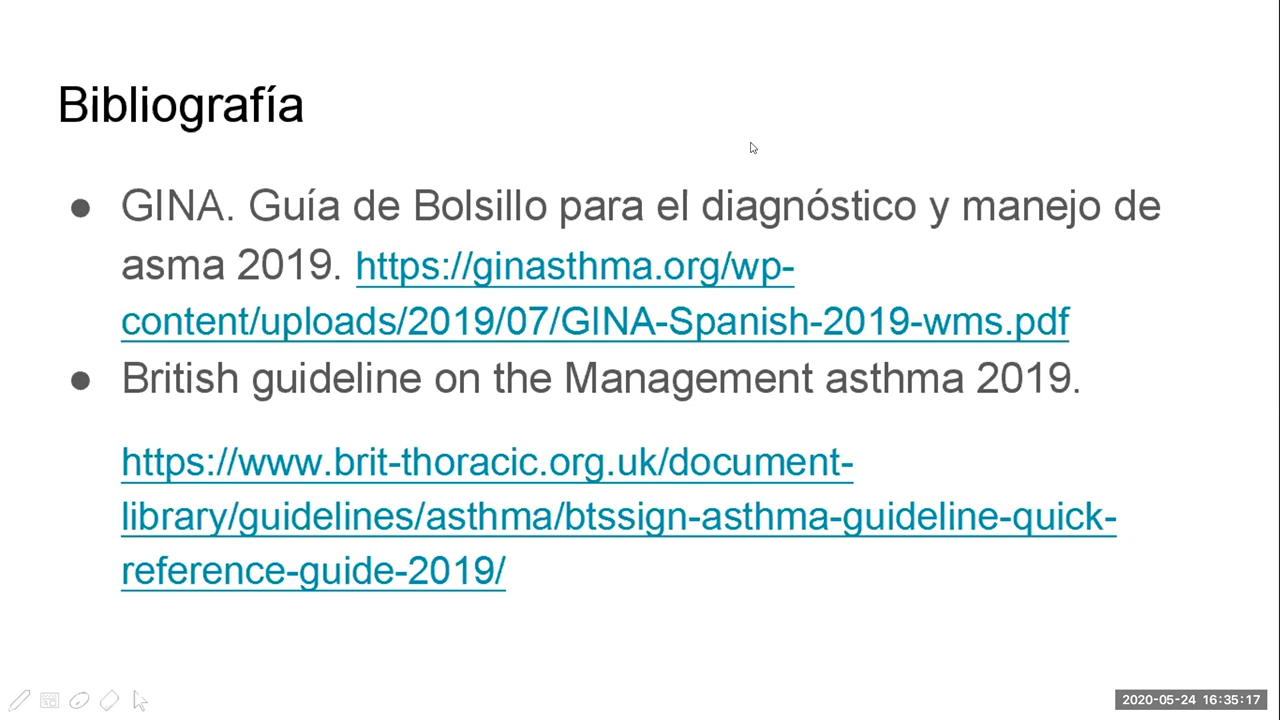 Bibliografía
● GINA. Guía de Bolsillo para el diagnóstico y manejo de
asma 2019. https://ginasthma.org/wp-
content/uploads/2019/07/GINA-Spanish-2019-wms.pdf
● British guideline on the Management asthma 2019.
https://www.brit-thoracic.org.uk/document-
library/guidelines/asthma/btssign-asthma-guideline-quick-
reference-guide-2019/
2020-05-24 16:35:17